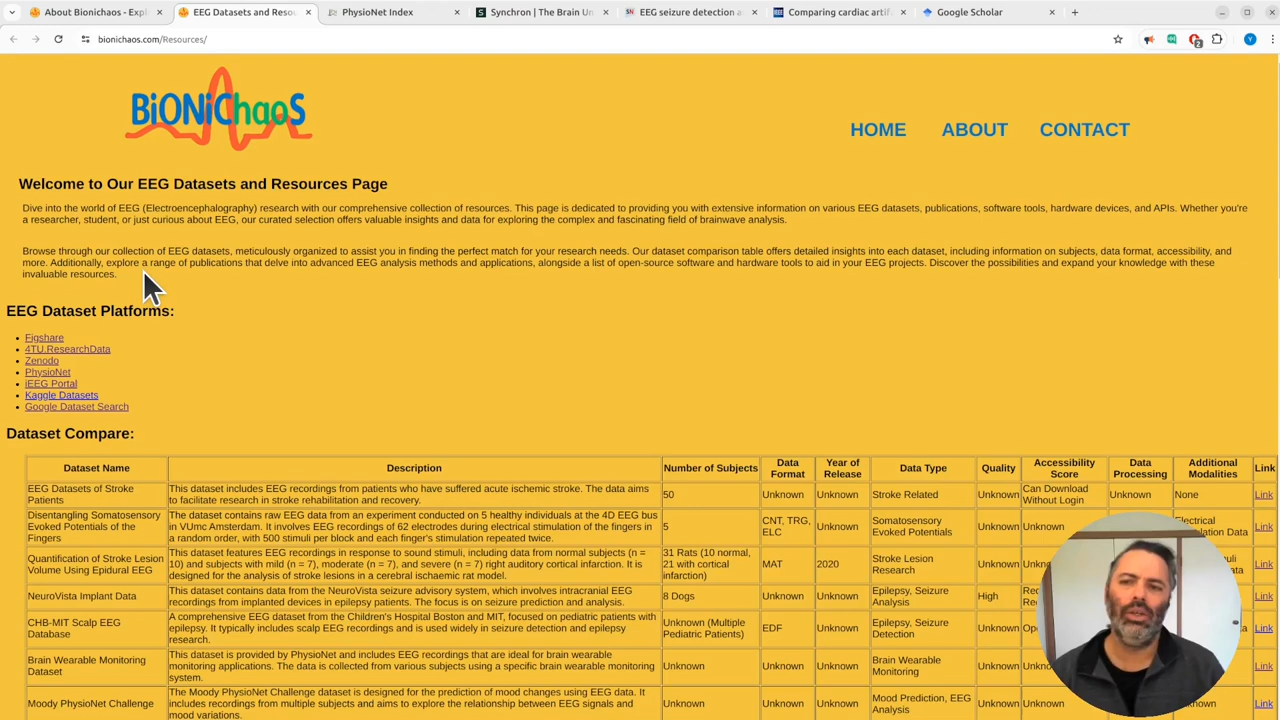 About Bionichaos - Expl
EEG Datasets and Resou
PhysioNet Index
Synchron | The Brain Un
EEG seizure detection a
Comparing cardiac artif
Google Scholar
bionichaos.com/Resources/
BiONiChaoS
HOME ABOUT CONTACT
Welcome to Our EEG Datasets and Resources Page
Dive into the world of EEG (Electroencephalography) research with our comprehensive collection of resources. This page is dedicated to providing you with extensive information on various EEG datasets, publications, software tools, hardware devices, and APIs. Whether you're
a researcher, student, or just curious about EEG, our curated selection offers valuable insights and data for exploring the complex and fascinating field of brainwave analysis.
Browse through our collection of EEG datasets, meticulously organized to assist you in finding the perfect match for your research needs. Our dataset comparison table offers detailed insights into each dataset, including information on subjects, data format, accessibility, and
more. Additionally, explore a range of publications that delve into advanced EEG analysis methods and applications, alongside a list of open-source software and hardware tools to aid in your EEG projects. Discover the possibilities and expand your knowledge with these
invaluable resources.
EEG Dataset Platforms:
Figshare
4TU.ResearchData
Zenodo
PhysioNet
iEEG Portal
Kaggle Datasets
Google Dataset Search
Dataset Compare:
Dataset Name
Description
Number of Subjects
Data
Format
Year of
Release
Data Type
Quality
Accessibility
Score
Data
Processing
Additional
Modalities
Link
EEG Datasets of Stroke
Patients
This dataset includes EEG recordings from patients who have suffered acute ischemic stroke. The data aims
to facilitate research in stroke rehabilitation and recovery.
50
Unknown
Unknown
Stroke Related
Unknown
Can Download
Without Login
Unknown
None
Link
Disentangling Somatosensory
Evoked Potentials of the
Fingers
The dataset contains raw EEG data from an experiment conducted on 5 healthy individuals at the 4D EEG bus
in VUmc Amsterdam. It involves EEG recordings of 62 electrodes during electrical stimulation of the fingers in
a random order, with 500 stimuli per block and each finger's stimulation repeated twice.
5
CNT, TRG,
ELC
Unknown
Somatosensory
Evoked Potentials
Unknown
Unknown
Link
Quantification of Stroke Lesion
Volume Using Epidural EEG
This dataset features EEG recordings in response to sound stimuli, including data from normal subjects (n =
10) and subjects with mild (n = 7), moderate (n = 7), and severe (n = 7) right auditory cortical infarction. It is
designed for the analysis of stroke lesions in a cerebral ischaemic rat model.
31 Rats (10 normal,
21 with cortical
infarction)
MAT
2020
Stroke Lesion
Research
Unknown
Link
NeuroVista Implant Data
This dataset contains data from the NeuroVista seizure advisory system, which involves intracranial EEG
recordings from implanted devices in epilepsy patients. The focus is on seizure prediction and analysis.
8 Dogs
Unknown
Unknown
Epilepsy, Seizure
Analysis
High
Link
CHB-MIT Scalp EEG
Database
A comprehensive EEG dataset from the Children's Hospital Boston and MIT, focused on pediatric patients with
epilepsy. It typically includes scalp EEG recordings and is used widely in seizure detection and epilepsy
research.
Unknown (Multiple
Pediatric Patients)
EDF
Unknown
Epilepsy, Seizure
Detection
Unknown
Link
Brain Wearable Monitoring
Dataset
This dataset is provided by PhysioNet and includes EEG recordings that are ideal for brain wearable
monitoring applications. The data is collected from various subjects using a specific brain wearable monitoring
system.
Unknown
Unknown
Unknown
Brain Wearable
Monitoring
Unknown
Link
Moody PhysioNet Challenge
The Moody PhysioNet Challenge dataset is designed for the prediction of mood changes using EEG data. It
includes recordings from multiple subjects and aims to explore the relationship between EEG signals and
mood variations.
Unknown
Unknown
Unknown
Mood Prediction, EEG
Analysis
Unknown
Unknown
Link